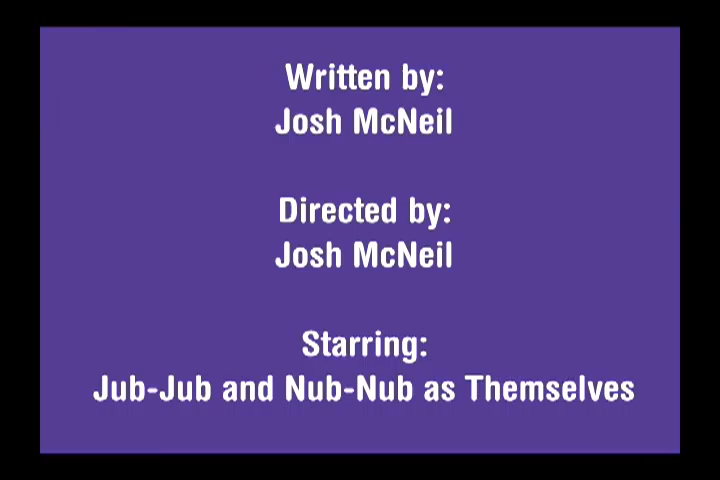 Written by:
Josh McNeil
Directed by:
Josh McNeil
Starring:
Jub-Jub and Nub-Nub as Themselves